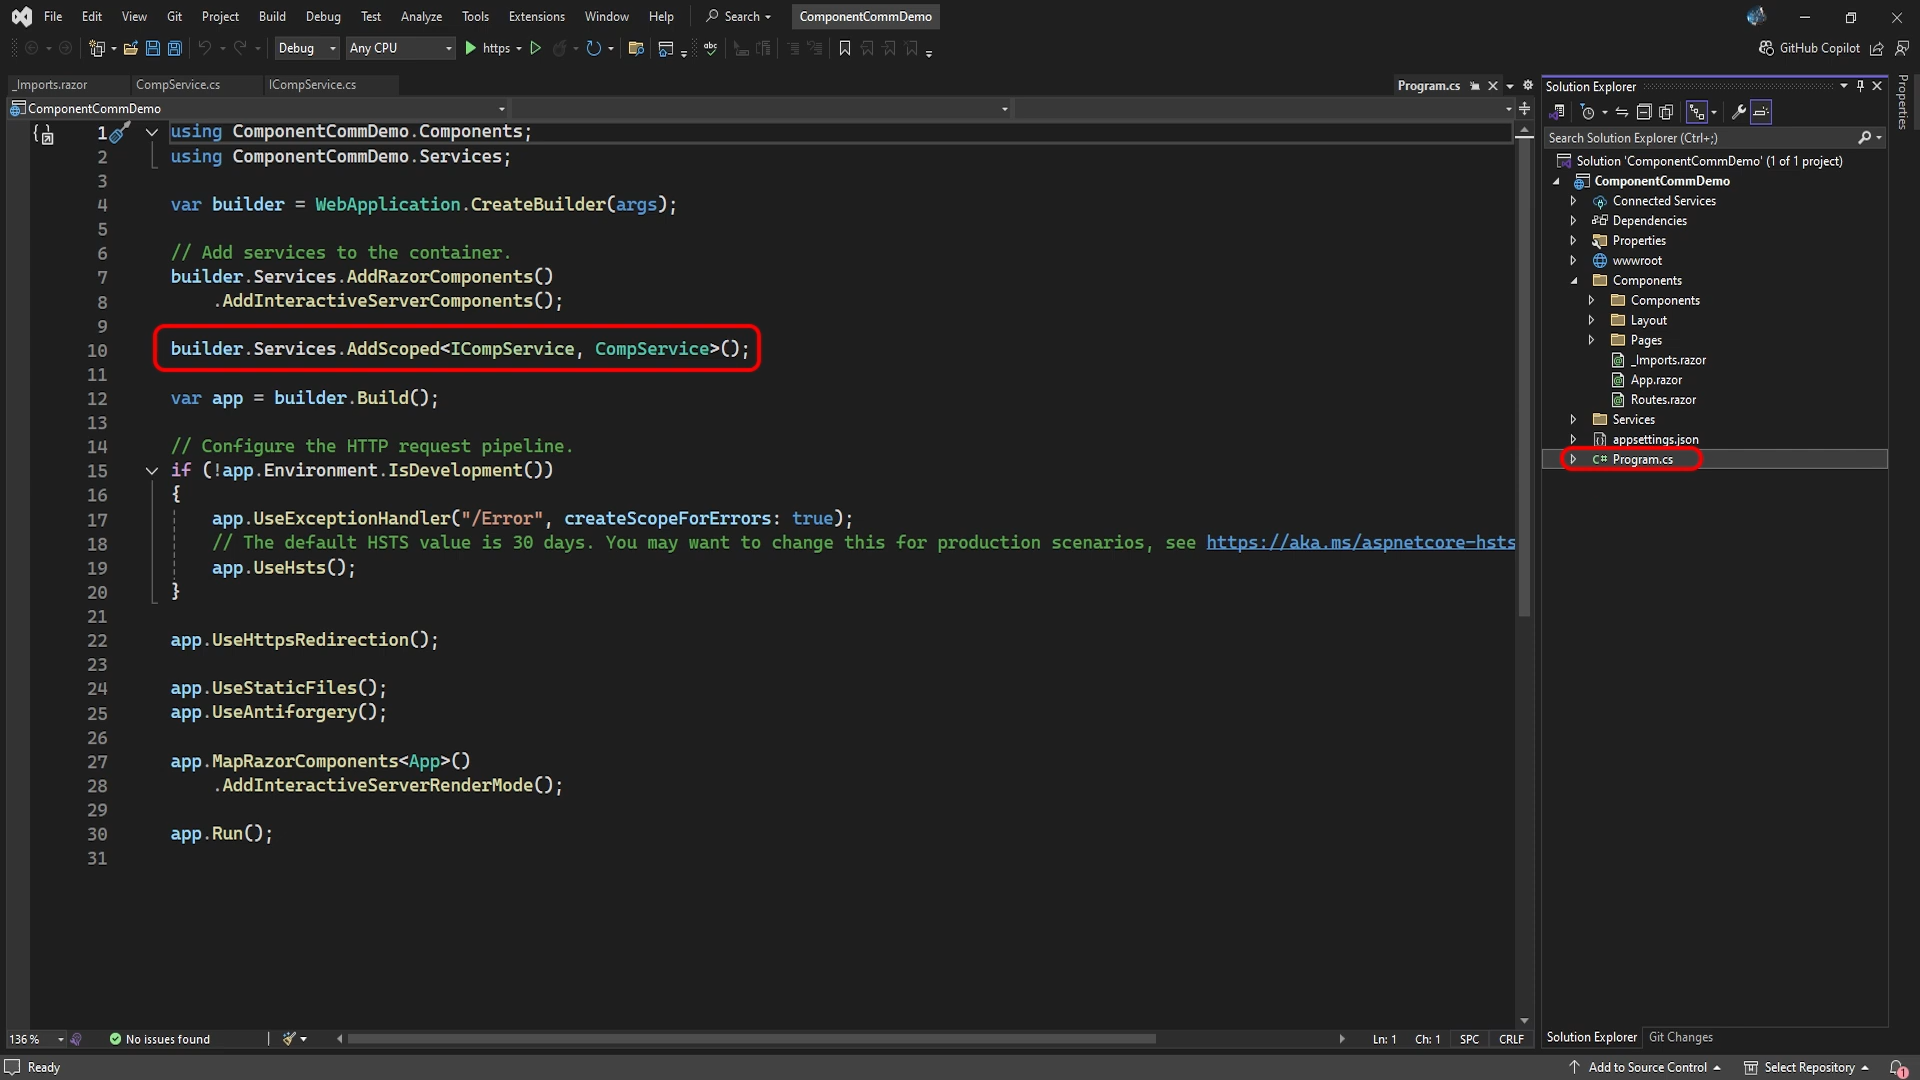 File Edit View Git Project Build Debug Test Analyze Tools Extensions Window Help Search ComponentCommDemo
Debug Any CPU https GitHub Copilot
_Imports.razor CompService.cs ICompService.cs Program.cs
ComponentCommDemo
1 using ComponentCommDemo.Components;
2 using ComponentCommDemo.Services;
3
4 var builder = WebApplication.CreateBuilder(args);
5
6 // Add services to the container.
7 builder.Services.AddRazorComponents()
8 .AddInteractiveServerComponents();
9
10 builder.Services.AddScoped<ICompService, CompService>();
11
12 var app = builder.Build();
13
14 // Configure the HTTP request pipeline.
15 if (!app.Environment.IsDevelopment())
16 {
17 app.UseExceptionHandler("/Error", createScopeForErrors: true);
18 // The default HSTS value is 30 days. You may want to change this for production scenarios, see https://aka.ms/aspnetcore-hsts
19 app.UseHsts();
20 }
21
22 app.UseHttpsRedirection();
23
24 app.UseStaticFiles();
25 app.UseAntiforgery();
26
27 app.MapRazorComponents<App>()
28 .AddInteractiveServerRenderMode();
29
30 app.Run();
31
136 % No issues found Ln: 1 Ch: 1 SPC CRLF
Solution Explorer
Search Solution Explorer (Ctrl+;)
Solution 'ComponentCommDemo' (1 of 1 project)
ComponentCommDemo
Connected Services
Dependencies
Properties
wwwroot
Components
Components
Layout
Pages
_Imports.razor
App.razor
Routes.razor
Services
appsettings.json
C# Program.cs
Solution Explorer Git Changes
Properties
Ready Add to Source Control Select Repository 1